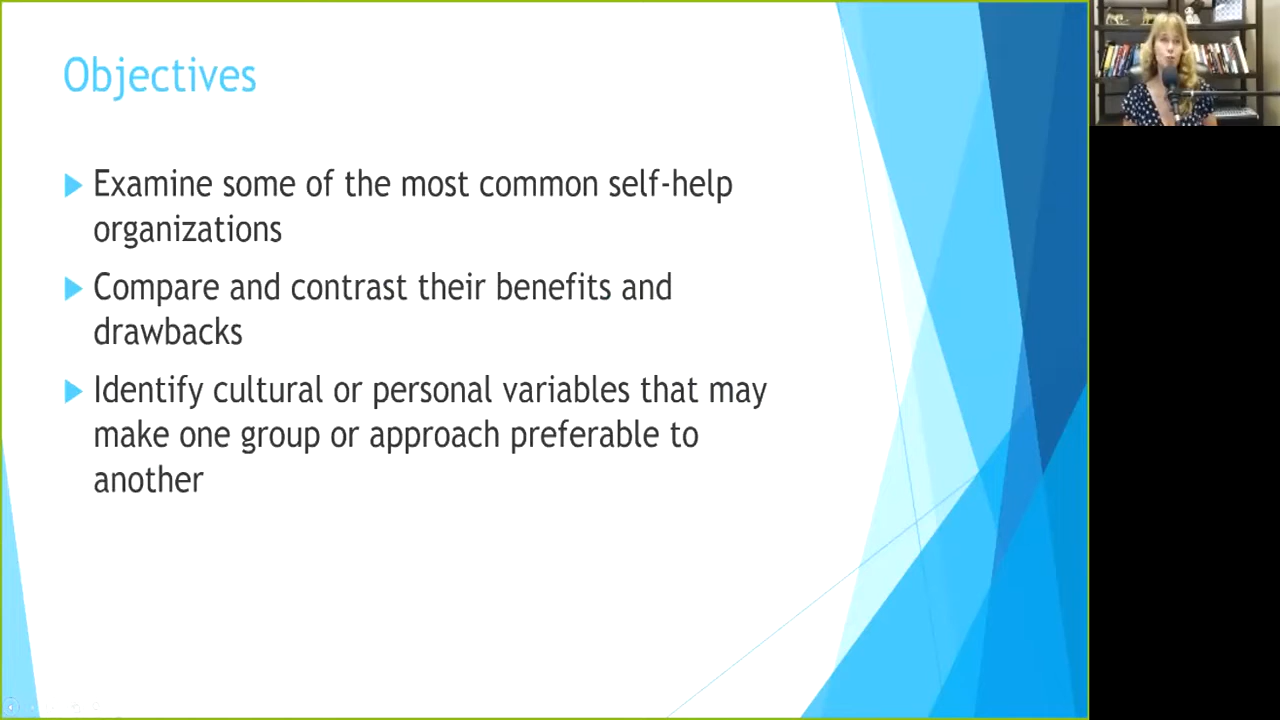 Objectives
Examine some of the most common self-help
organizations
Compare and contrast their benefits and
drawbacks
Identify cultural or personal variables that may
make one group or approach preferable to
another